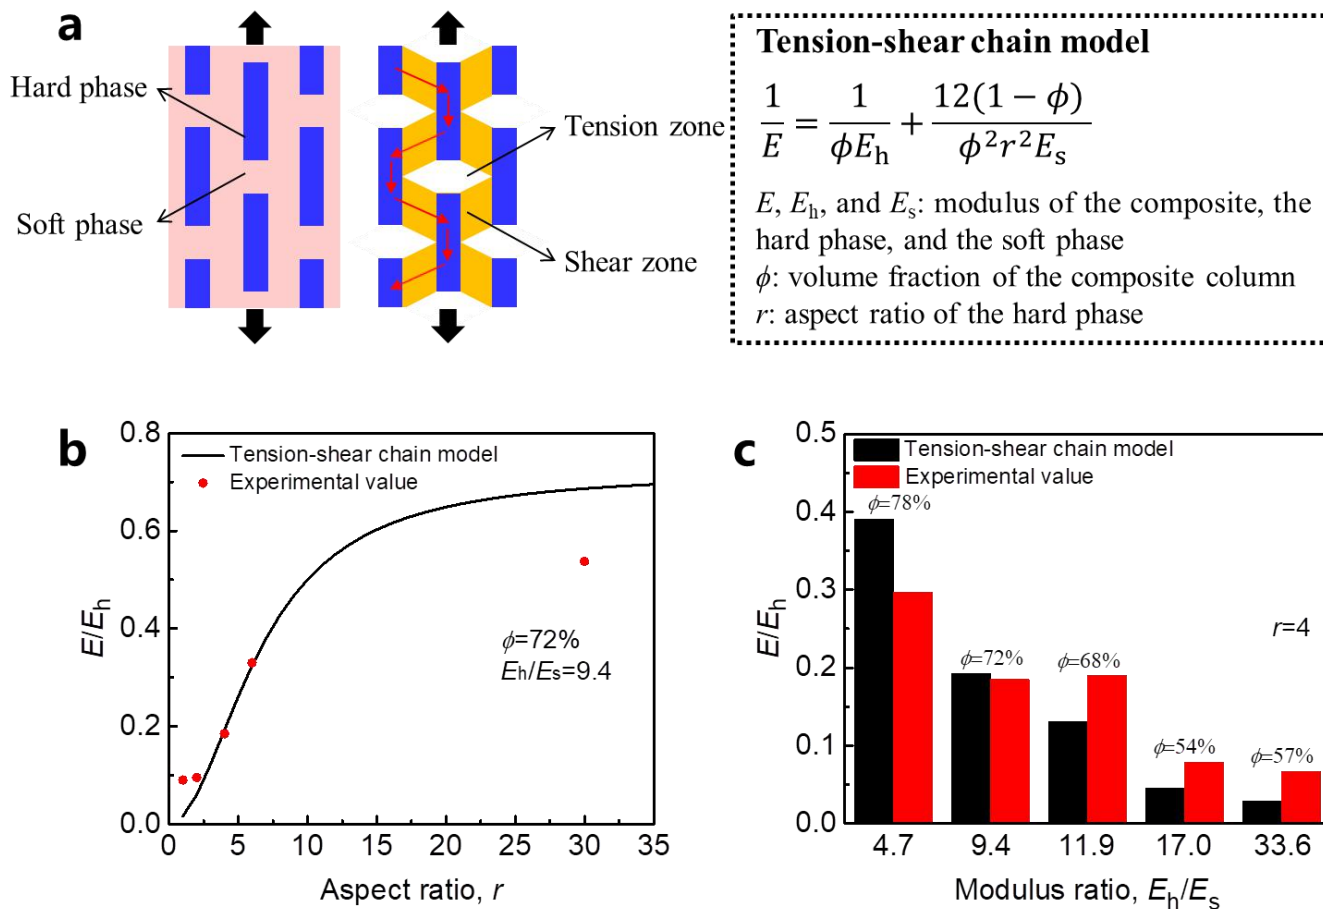 a
Hard phase
Soft phase
Tension zone
Shear zone
Tension-shear chain model
1/E = 1/(ϕE_h) + 12(1 − ϕ)/(ϕ²r²E_s)
E, E_h, and E_s: modulus of the composite, the
hard phase, and the soft phase
ϕ: volume fraction of the composite column
r: aspect ratio of the hard phase
b
Tension-shear chain model
Experimental value
ϕ=72%
E_h/E_s=9.4
E/E_h
0.8
0.6
0.4
0.2
0.0
0 5 10 15 20 25 30 35
Aspect ratio, r
c
Tension-shear chain model
Experimental value
ϕ=78%
ϕ=72%
ϕ=68%
ϕ=54%
ϕ=57%
r=4
E/E_h
0.5
0.4
0.3
0.2
0.1
0.0
4.7 9.4 11.9 17.0 33.6
Modulus ratio, E_h/E_s